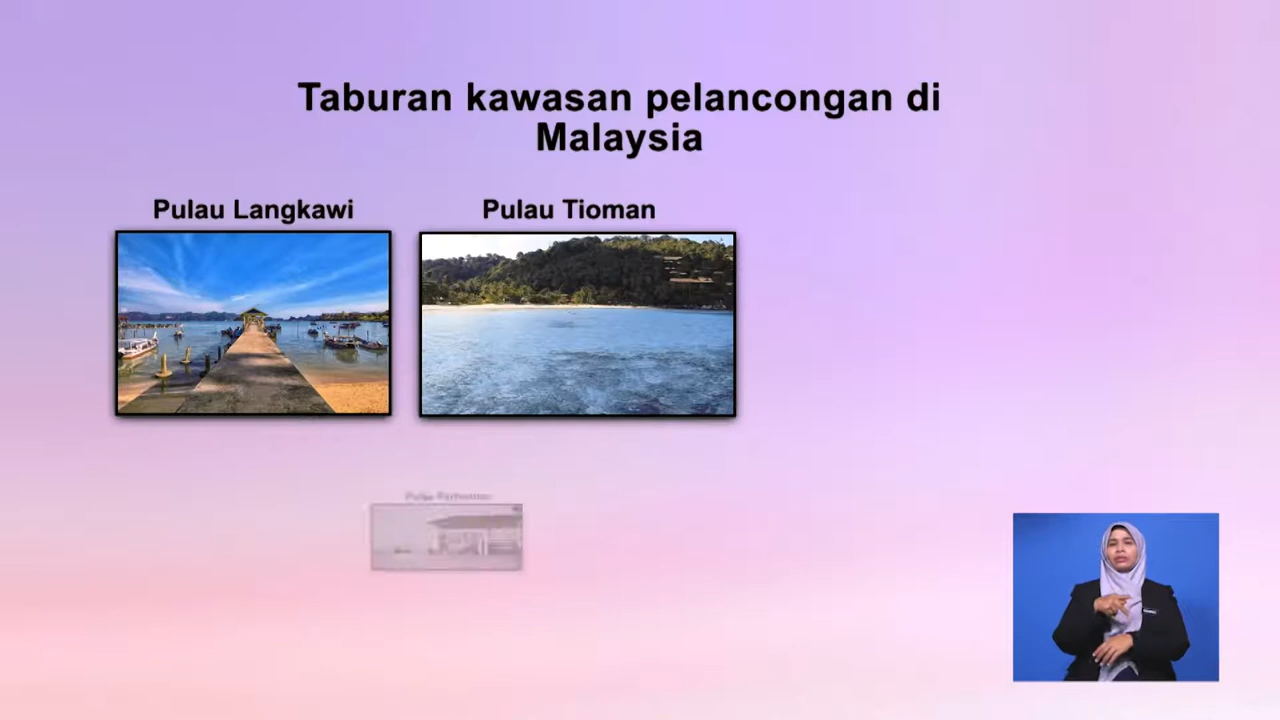 Taburan kawasan pelancongan di
Malaysia
Pulau Langkawi
Pulau Tioman